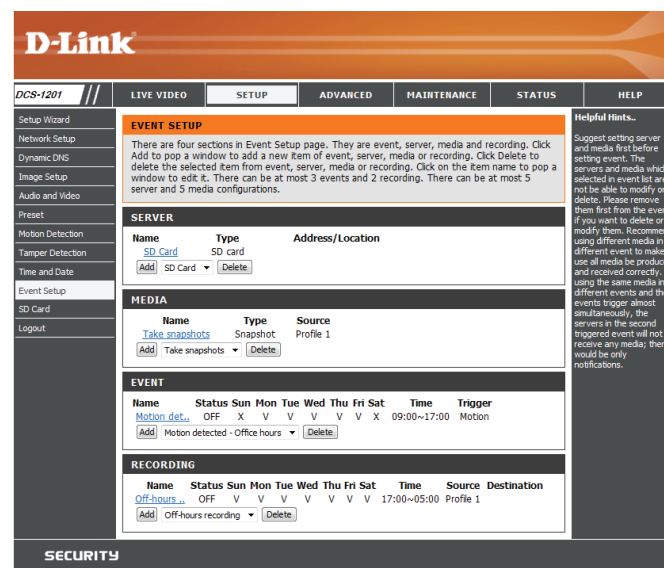 D-Link
DCS-1201
LIVE VIDEO SETUP ADVANCED MAINTENANCE STATUS HELP
Setup Wizard
Network Setup
Dynamic DNS
Image Setup
Audio and Video
Preset
Motion Detection
Tamper Detection
Time and Date
Event Setup
SD Card
Logout
EVENT SETUP
There are four sections in Event Setup page. They are event, server, media and recording. Click
Add to pop a window to add a new item of event, server, media or recording. Click Delete to
delete the selected item from event, server, media or recording. Click on the item name to pop a
window to edit it. There can be at most 3 events and 2 recording. There can be at most 5
server and 5 media configurations.
SERVER
Name Type Address/Location
SD Card SD card
Add SD Card Delete
MEDIA
Name Type Source
Take snapshots Snapshot Profile 1
Add Take snapshots Delete
EVENT
Name Status Sun Mon Tue Wed Thu Fri Sat Time Trigger
Motion det.. OFF X V V V V V X 09:00~17:00 Motion
Add Motion detected - Office hours Delete
RECORDING
Name Status Sun Mon Tue Wed Thu Fri Sat Time Source Destination
Off-hours .. OFF V V V V V V V 17:00~05:00 Profile 1
Add Off-hours recording Delete
Helpful Hints..
Suggest setting server
and media first before
setting event. The
servers and media which
selected in event list are
not be able to modify or
delete. Please remove
them first from the even
if you want to delete or
modify them. Recommen
using different media in
different event to make
use all media be produce
and received correctly.
using the same media in
different events and the
events trigger almost
simultaneously, the
servers in the second
triggered event will not
receive any media; ther
would be only
notifications.
SECURITY